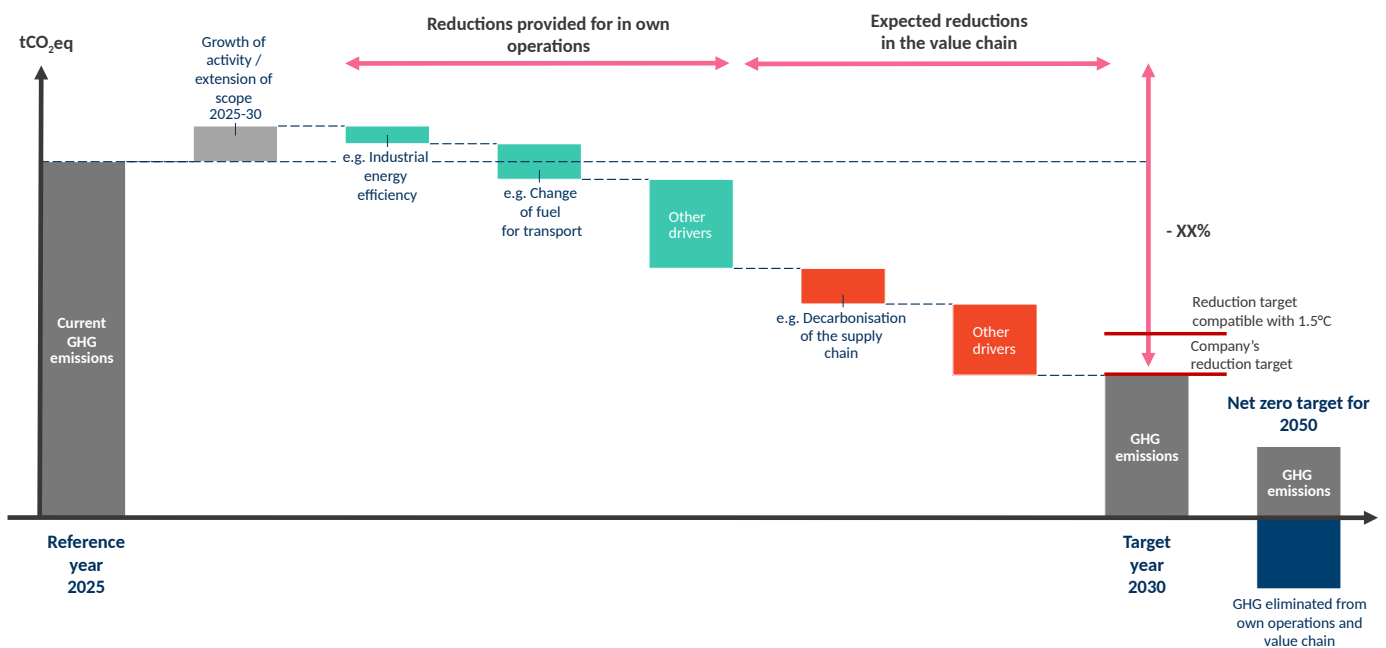 tCO₂eq
Growth of
activity /
extension of
scope
2025-30
Reductions provided for in own
operations
Expected reductions
in the value chain
e.g. Industrial
energy
efficiency
e.g. Change
of fuel
for transport
Other
drivers
- XX%
e.g. Decarbonisation
of the supply
chain
Other
drivers
Reduction target
compatible with 1.5°C
Company's
reduction target
Current
GHG
emissions
GHG
emissions
Net zero target for
2050
GHG
emissions
Reference
year
2025
Target
year
2030
GHG eliminated from
own operations and
value chain